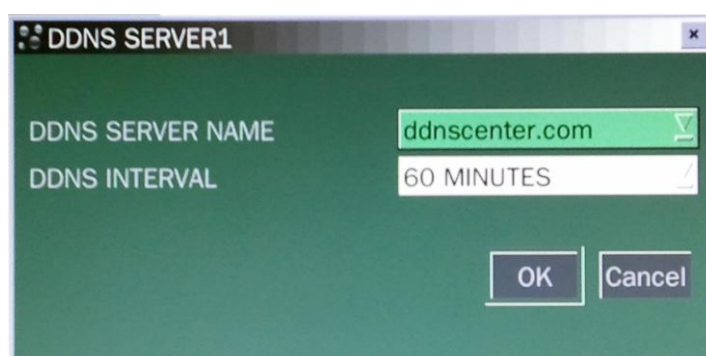 DDNS SERVER1
DDNS SERVER NAME ddnscenter.com
DDNS INTERVAL 60 MINUTES
OK Cancel